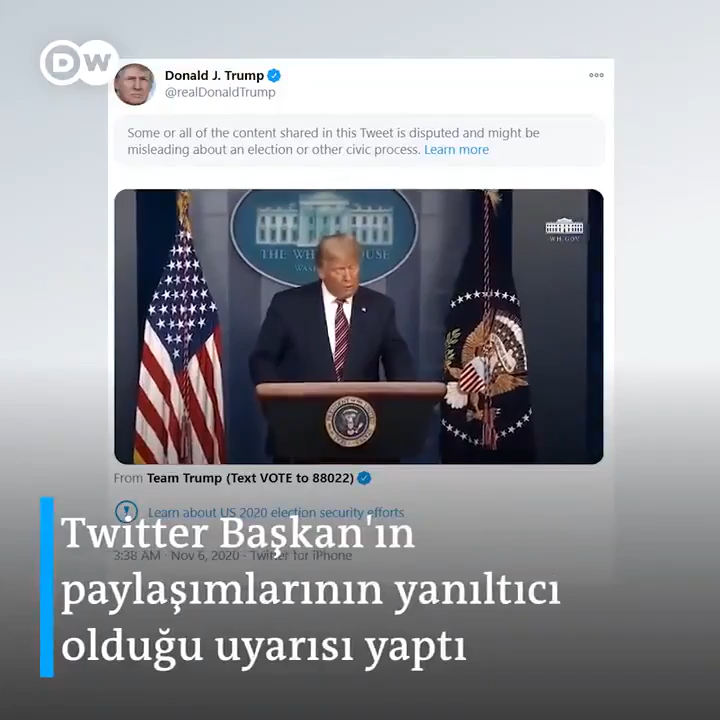 DW
Donald J. Trump
@realDonaldTrump
Some or all of the content shared in this Tweet is disputed and might be
misleading about an election or other civic process. Learn more
THE WHITE HOUSE
WH.GOV
From Team Trump (Text VOTE to 88022)
Learn about US 2020 election security efforts
3:38 AM · Nov 6, 2020 · Twitter for iPhone
Twitter Başkan'ın
paylaşımlarının yanıltıcı
olduğu uyarısı yaptı